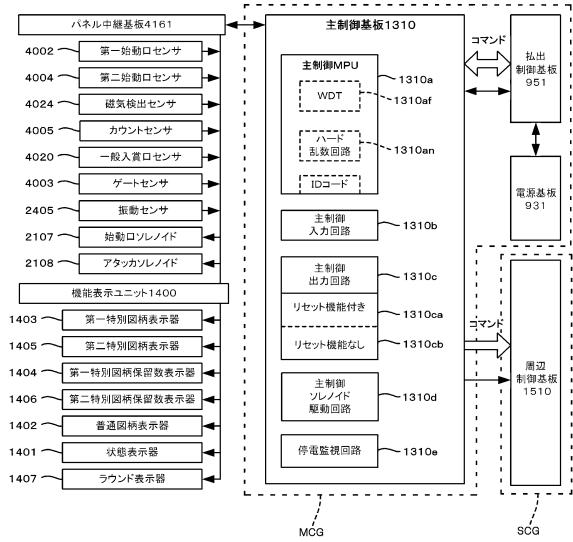 パネル中継基板4161
4002 第一始動口センサ
4004 第二始動口センサ
4024 磁気検出センサ
4005 カウントセンサ
4020 一般入賞口センサ
4003 ゲートセンサ
2405 振動センサ
2107 始動口ソレノイド
2108 アタッカソレノイド
機能表示ユニット1400
1403 第一特別図柄表示器
1405 第二特別図柄表示器
1404 第一特別図柄保留数表示器
1406 第二特別図柄保留数表示器
1402 普通図柄表示器
1401 状態表示器
1407 ラウンド表示器
主制御基板1310
主制御MPU
1310a
WDT
1310af
ハード
乱数回路
1310an
IDコード
主制御
入力回路
1310b
主制御
出力回路
1310c
リセット機能付き
1310ca
リセット機能なし
1310cb
主制御
ソレノイド
駆動回路
1310d
停電監視回路
1310e
MCG
コマンド
払出
制御基板
951
電源基板
931
コマンド
周辺
制御基板
1510
SCG